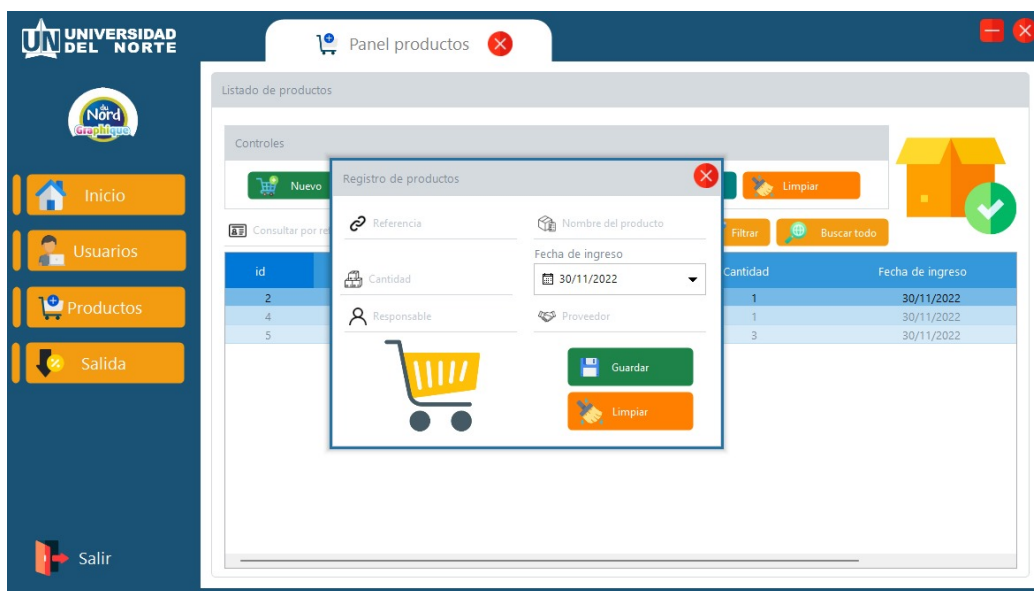 UNIVERSIDAD
DEL NORTE
Panel productos
du
Nord
Graphique
Inicio
Usuarios
Productos
Salida
Salir
Listado de productos
Controles
Nuevo
Limpiar
Consultar por re
Filtrar
Buscar todo
id
Cantidad
Fecha de ingreso
2
1
30/11/2022
4
1
30/11/2022
5
3
30/11/2022
Registro de productos
Referencia
Nombre del producto
Fecha de ingreso
Cantidad
30/11/2022
Responsable
Proveedor
Guardar
Limpiar